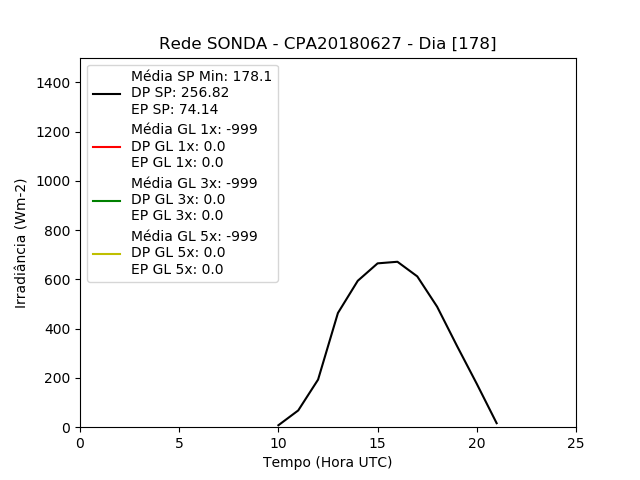 Rede SONDA - CPA20180627 - Dia [178]
Média SP Min: 178.1
DP SP: 256.82
EP SP: 74.14
Média GL 1x: -999
DP GL 1x: 0.0
EP GL 1x: 0.0
Média GL 3x: -999
DP GL 3x: 0.0
EP GL 3x: 0.0
Média GL 5x: -999
DP GL 5x: 0.0
EP GL 5x: 0.0
Irradiância (Wm-2)
1400
1200
1000
800
600
400
200
0
0 5 10 15 20 25
Tempo (Hora UTC)